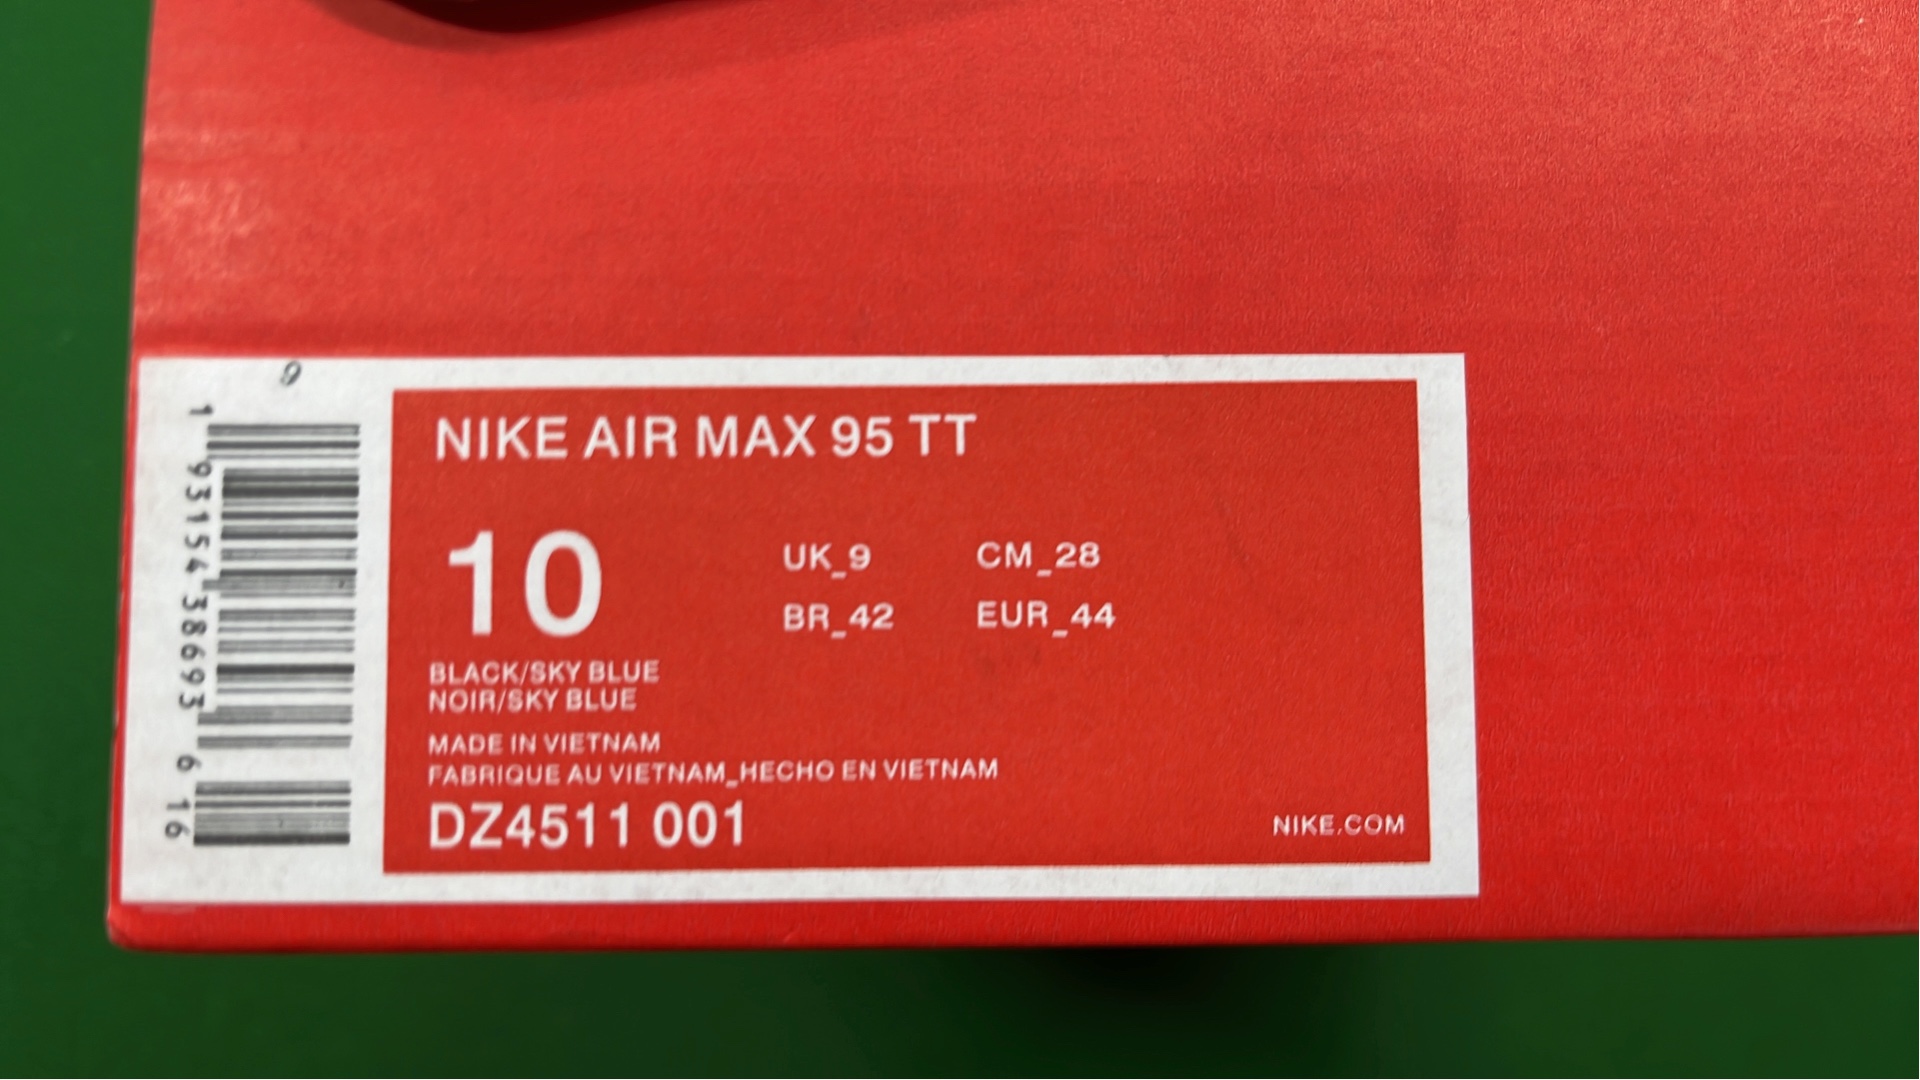 9
1 93154 38693 6 16
NIKE AIR MAX 95 TT
10
UK_9 CM_28
BR_42 EUR_44
BLACK/SKY BLUE
NOIR/SKY BLUE
MADE IN VIETNAM
FABRIQUE AU VIETNAM_HECHO EN VIETNAM
DZ4511 001
NIKE.COM